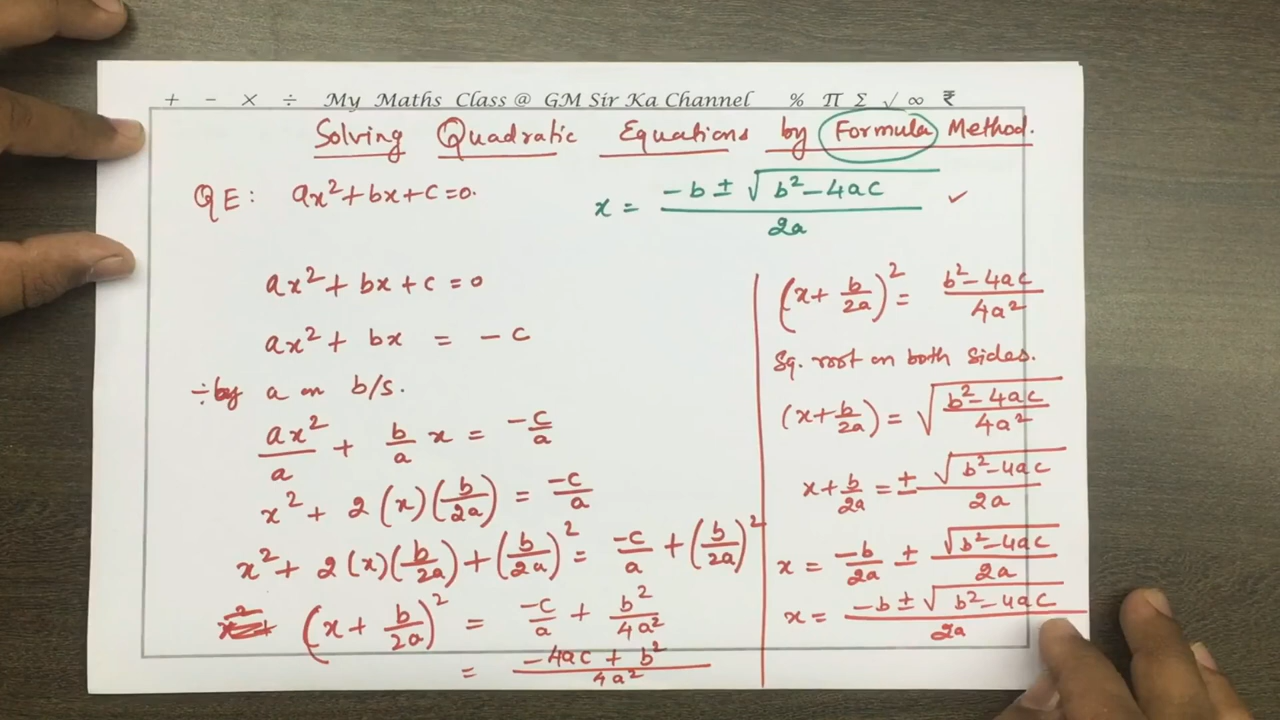 + - × ÷ My Maths Class @ GM Sir Ka Channel % Π Σ √ ∞ ₹
Solving Quadratic Equations by Formula Method.
QE: ax²+bx+c=0.
x = (-b ± √(b²-4ac))/(2a) ✓
ax²+bx+c=0
ax²+ bx = -c
÷by a on b/s.
ax²/a + b/a x = -c/a
x²+ 2(x)(b/2a) = -c/a
x²+ 2(x)(b/2a)+(b/2a)² = -c/a +(b/2a)²
(x+ b/2a)² = -c/a + b²/4a²
= (-4ac + b²)/4a²
(x+ b/2a)² = (b²-4ac)/4a²
Sq. root on both sides.
(x+b/2a) = √((b²-4ac)/4a²)
x+b/2a = ± √(b²-4ac)/2a
x = -b/2a ± √(b²-4ac)/2a
x = (-b ± √(b²-4ac))/2a